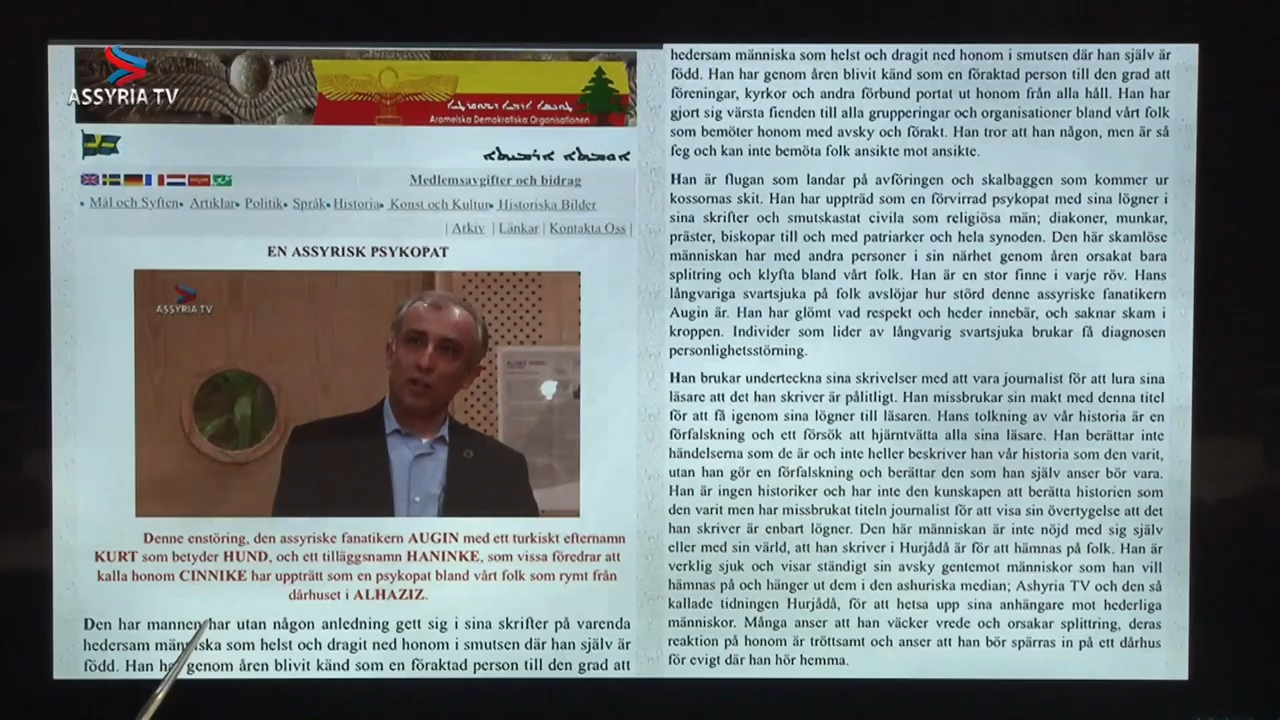 ASSYRIA TV
ܐܘܡܬܐ ܐܪܡܝܬܐ
Arameiska Demokratiska Organisationen
Medlemsavgifter och bidrag
Mål och Syften Artiklar Politik Språk Historia Konst och Kultur Historiska Bilder
| Arkiv | Länkar | Kontakta Oss |
EN ASSYRISK PSYKOPAT
ASSYRIA TV
Denne enstöring, den assyriske fanatikern AUGIN med ett turkiskt efternamn
KURT som betyder HUND, och ett tilläggsnamn HANINKE, som vissa föredrar att
kalla honom CINNIKE har uppträtt som en psykopat bland vårt folk som rymt från
dårhuset i ALHAZIZ.
Den har mannen har utan någon anledning gett sig i sina skrifter på varenda
hedersam människa som helst och dragit ned honom i smutsen där han själv är
född. Han har genom åren blivit känd som en föraktad person till den grad att
hedersam människa som helst och dragit ned honom i smutsen där han själv är
född. Han har genom åren blivit känd som en föraktad person till den grad att
föreningar, kyrkor och andra förbund portat ut honom från alla håll. Han har
gjort sig värsta fienden till alla grupperingar och organisationer bland vårt folk
som bemöter honom med avsky och förakt. Han tror att han någon, men är så
feg och kan inte bemöta folk ansikte mot ansikte.
Han är flugan som landar på avföringen och skalbaggen som kommer ur
kossornas skit. Han har uppträd som en förvirrad psykopat med sina lögner i
sina skrifter och smutskastat civila som religiösa män; diakoner, munkar,
präster, biskopar till och med patriarker och hela synoden. Den här skamlöse
människan har med andra personer i sin närhet genom åren orsakat bara
splitring och klyfta bland vårt folk. Han är en stor finne i varje röv. Hans
långvariga svartsjuka på folk avslöjar hur störd denne assyriske fanatikern
Augin är. Han har glömt vad respekt och heder innebär, och saknar skam i
kroppen. Individer som lider av långvarig svartsjuka brukar få diagnosen
personlighetsstörning.
Han brukar underteckna sina skrivelser med att vara journalist för att lura sina
läsare att det han skriver är pålitligt. Han missbrukar sin makt med denna titel
för att få igenom sina lögner till läsaren. Hans tolkning av vår historia är en
förfalskning och ett försök att hjärntvätta alla sina läsare. Han berättar inte
händelserna som de är och inte heller beskriver han vår historia som den varit,
utan han gör en förfalskning och berättar den som han själv anser bör vara.
Han är ingen historiker och har inte den kunskapen att berätta historien som
den varit men har missbrukat titeln journalist för att visa sin övertygelse att det
han skriver är enbart lögner. Den här människan är inte nöjd med sig själv
eller med sin värld, att han skriver i Hurjådå är för att hämnas på folk. Han är
verklig sjuk och visar ständigt sin avsky gentemot människor som han vill
hämnas på och hänger ut dem i den ashuriska median; Ashyria TV och den så
kallade tidningen Hurjådå, för att hetsa upp sina anhängare mot hederliga
människor. Många anser att han väcker vrede och orsakar splittring, deras
reaktion på honom är tröttsamt och anser att han bör spärras in på ett dårhus
för evigt där han hör hemma.